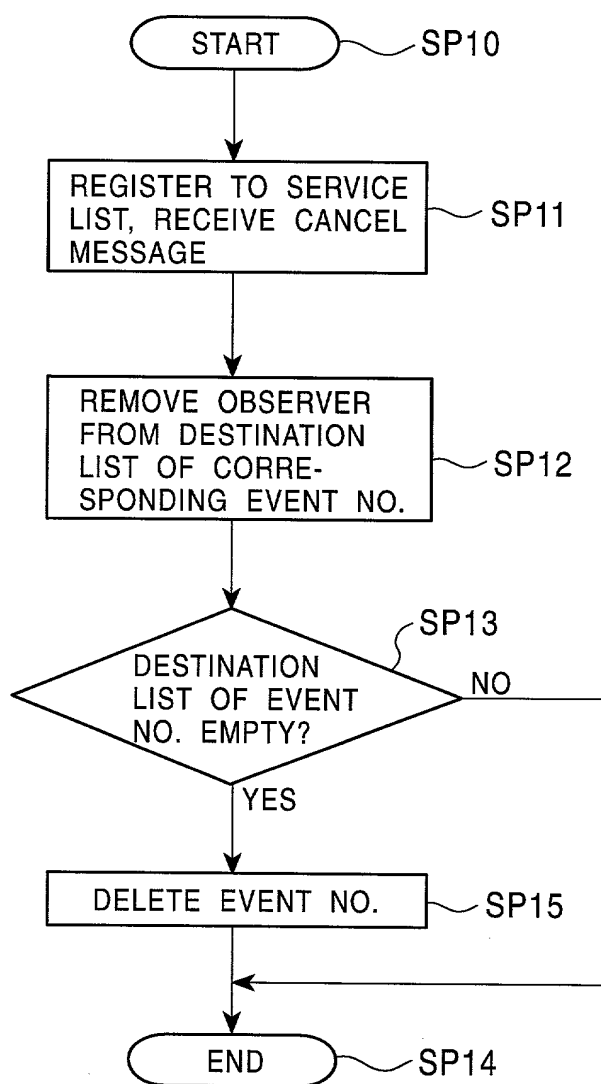 START
SP10
REGISTER TO SERVICE
LIST, RECEIVE CANCEL
MESSAGE
SP11
REMOVE OBSERVER
FROM DESTINATION
LIST OF CORRE-
SPONDING EVENT NO.
SP12
SP13
DESTINATION
LIST OF EVENT
NO. EMPTY?
NO
YES
DELETE EVENT NO.
SP15
END
SP14